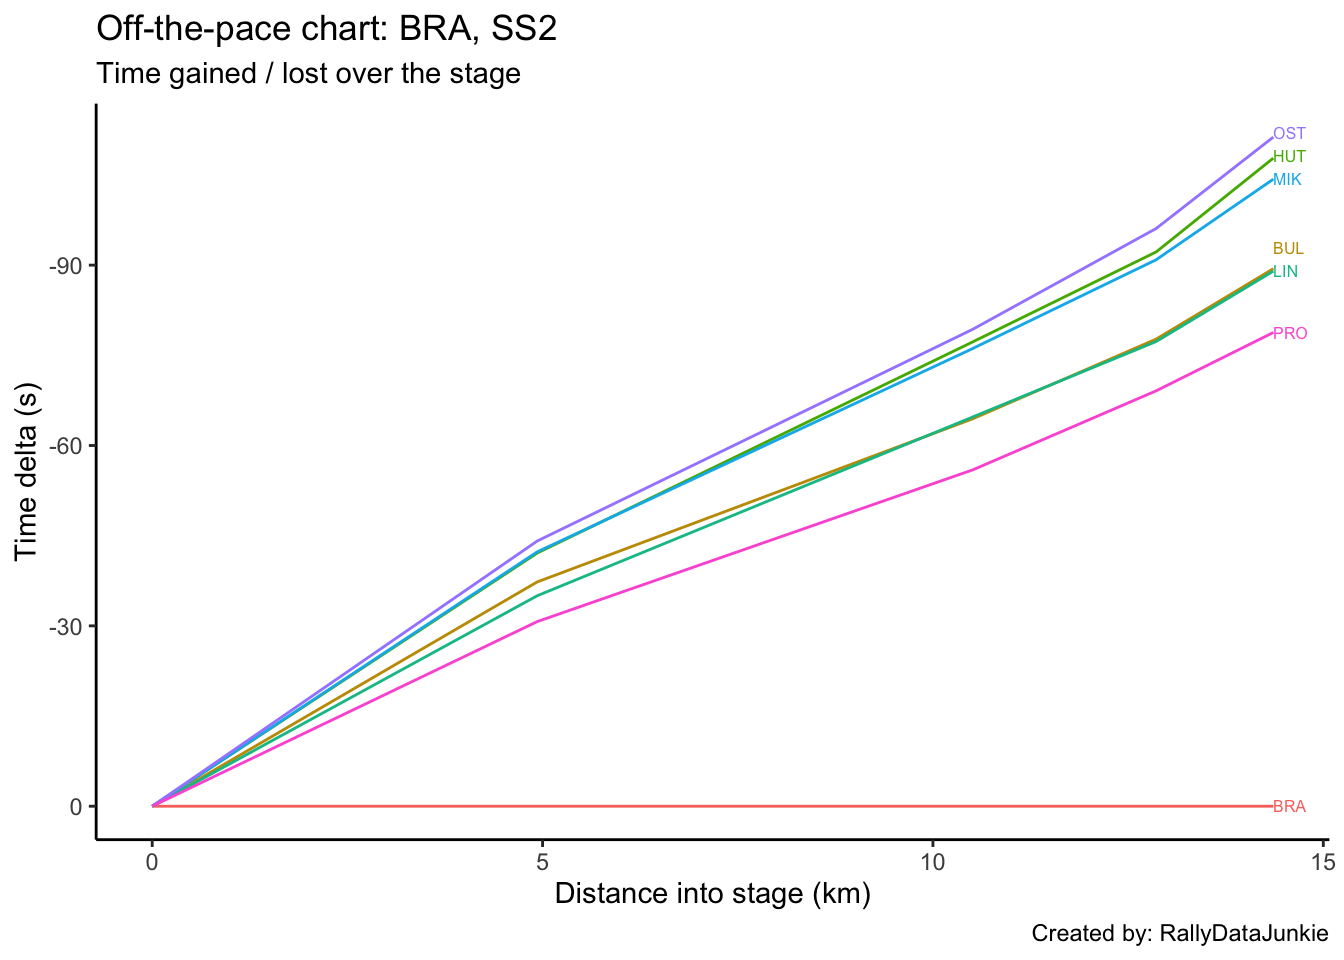 Off-the-pace chart: BRA, SS2
Time gained / lost over the stage
OST
HUT
MIK
BUL
LIN
PRO
BRA
-90
-60
-30
0
Time delta (s)
0 5 10 15
Distance into stage (km)
Created by: RallyDataJunkie